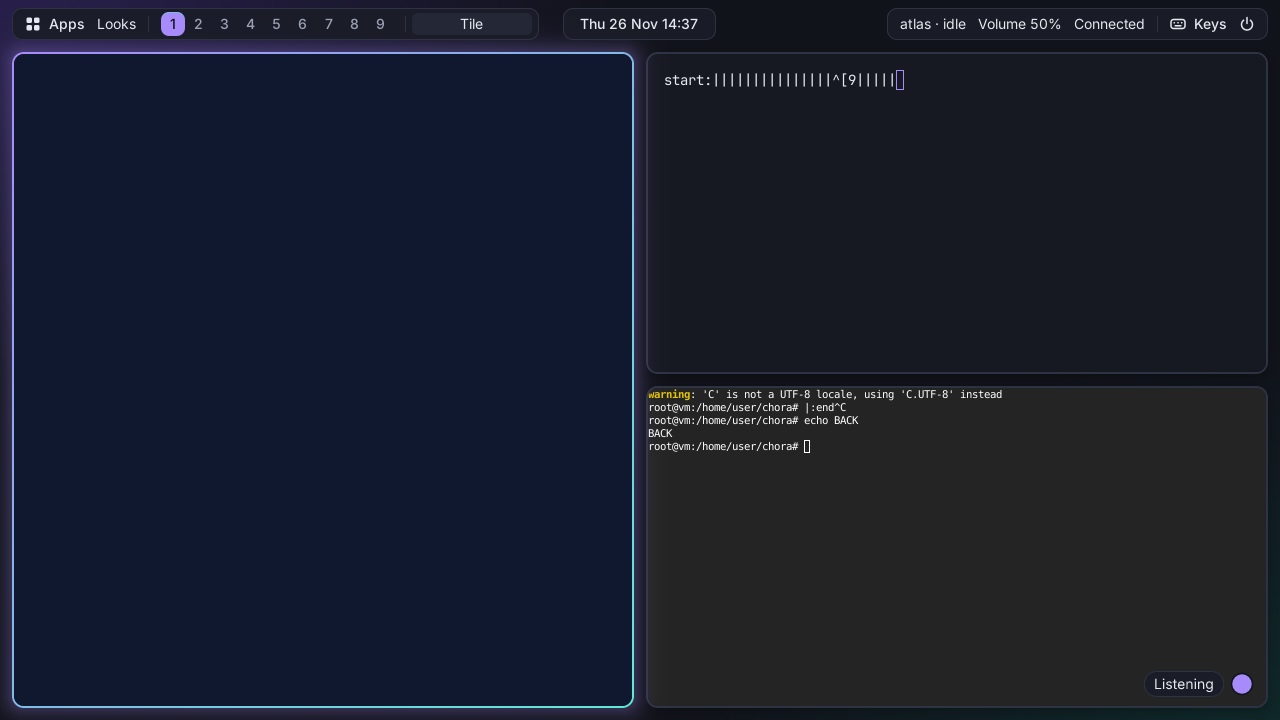 Apps Looks 1 2 3 4 5 6 7 8 9 Tile
Thu 26 Nov 14:37
atlas · idle Volume 50% Connected Keys
start:|||||||||||||||^[9|||||
warning: 'C' is not a UTF-8 locale, using 'C.UTF-8' instead
root@vm:/home/user/chora# |:end^C
root@vm:/home/user/chora# echo BACK
BACK
root@vm:/home/user/chora#
Listening